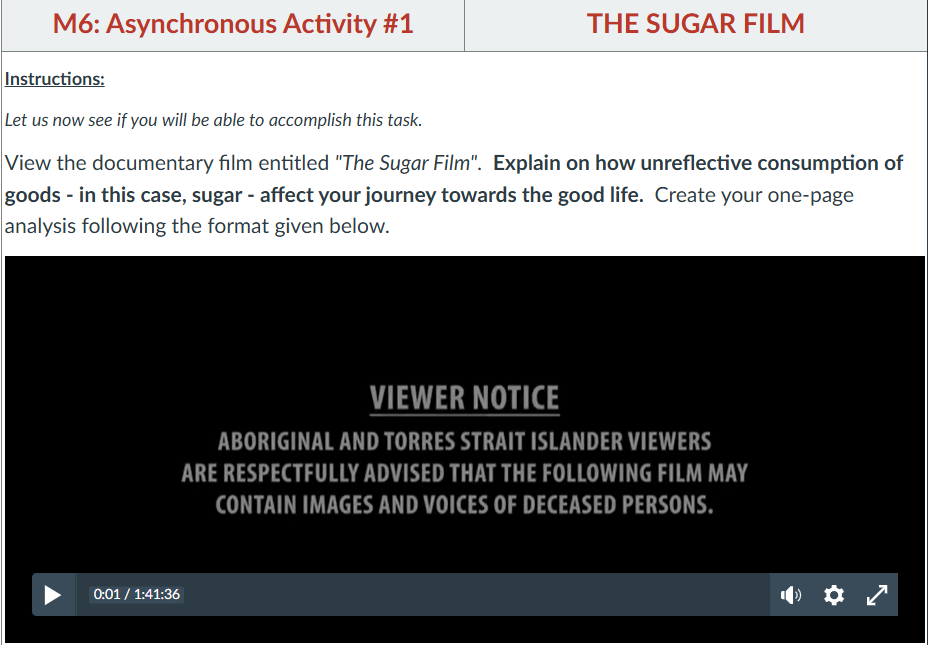 M6: Asynchronous Activity #1
THE SUGAR FILM
Instructions:
Let us now see if you will be able to accomplish this task.
View the documentary film entitled "The Sugar Film".  Explain on how unreflective consumption of
goods - in this case, sugar - affect your journey towards the good life.  Create your one-page
analysis following the format given below.
VIEWER NOTICE
ABORIGINAL AND TORRES STRAIT ISLANDER VIEWERS
ARE RESPECTFULLY ADVISED THAT THE FOLLOWING FILM MAY
CONTAIN IMAGES AND VOICES OF DECEASED PERSONS.
0:01 / 1:41:36